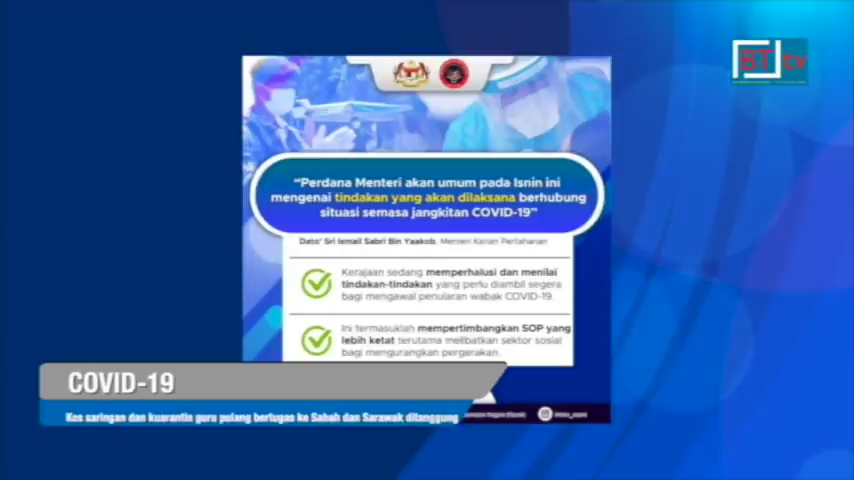 BT tv
"Perdana Menteri akan umum pada Isnin ini
mengenai tindakan yang akan dilaksana berhubung
situasi semasa jangkitan COVID-19"
Dato' Sri Ismail Sabri Bin Yaakob, Menteri Kanan Pertahanan
Kerajaan sedang memperhalusi dan menilai
tindakan-tindakan yang perlu diambil segera
bagi mengawal penularan wabak COVID-19.
Ini termasuklah mempertimbangkan SOP yang
lebih ketat terutama melibatkan sektor sosial
bagi mengurangkan pergerakan.
COVID-19
Kos saringan dan kuarantin guru pulang bertugas ke Sabah dan Sarawak ditanggung